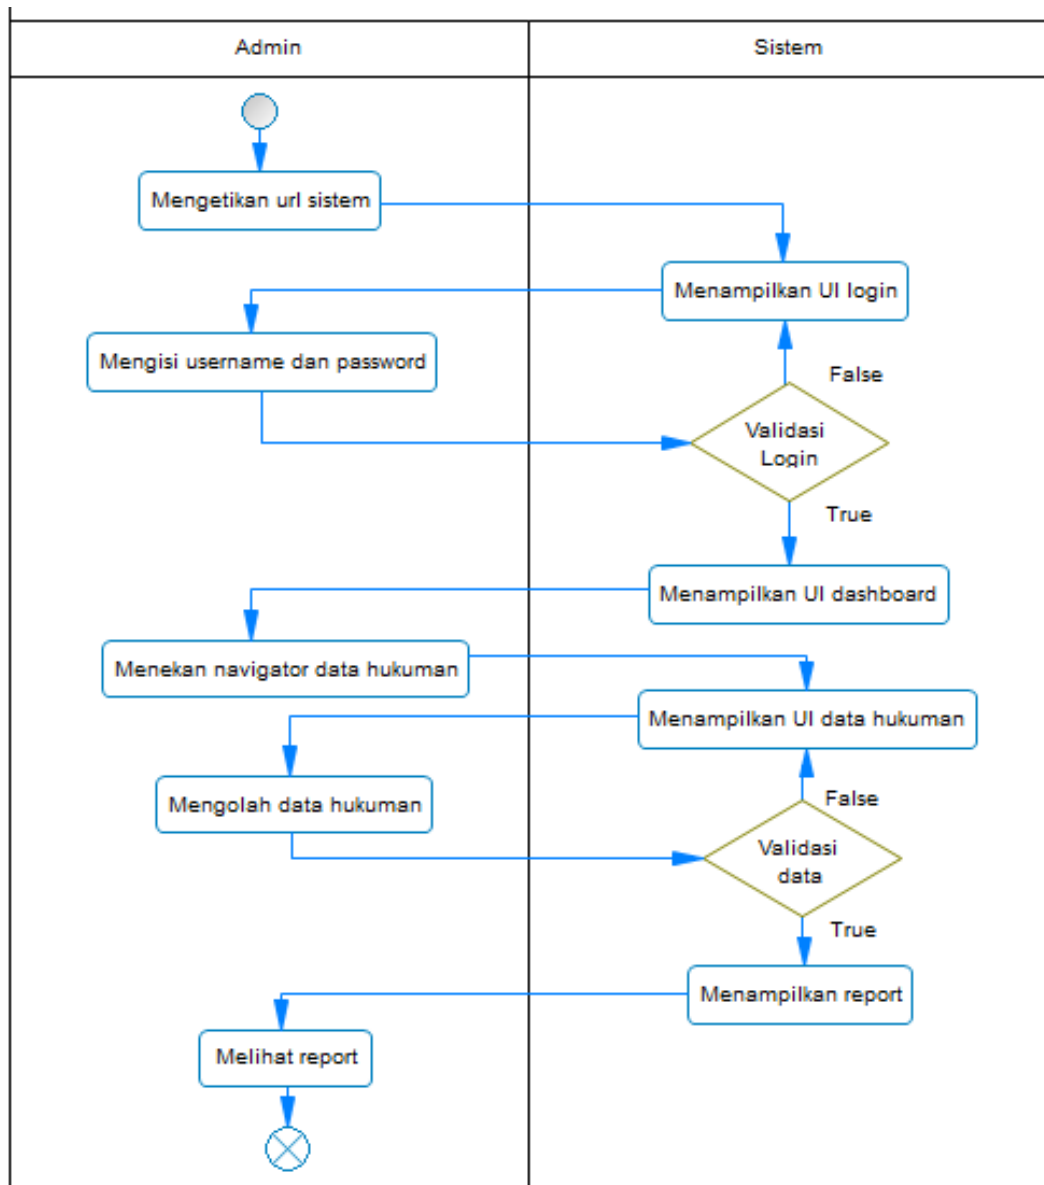 Admin
Sistem
Mengetikan url sistem
Menampilkan UI login
Mengisi username dan password
False
Validasi
Login
True
Menampilkan UI dashboard
Menekan navigator data hukuman
Menampilkan UI data hukuman
Mengolah data hukuman
False
Validasi
data
True
Menampilkan report
Melihat report